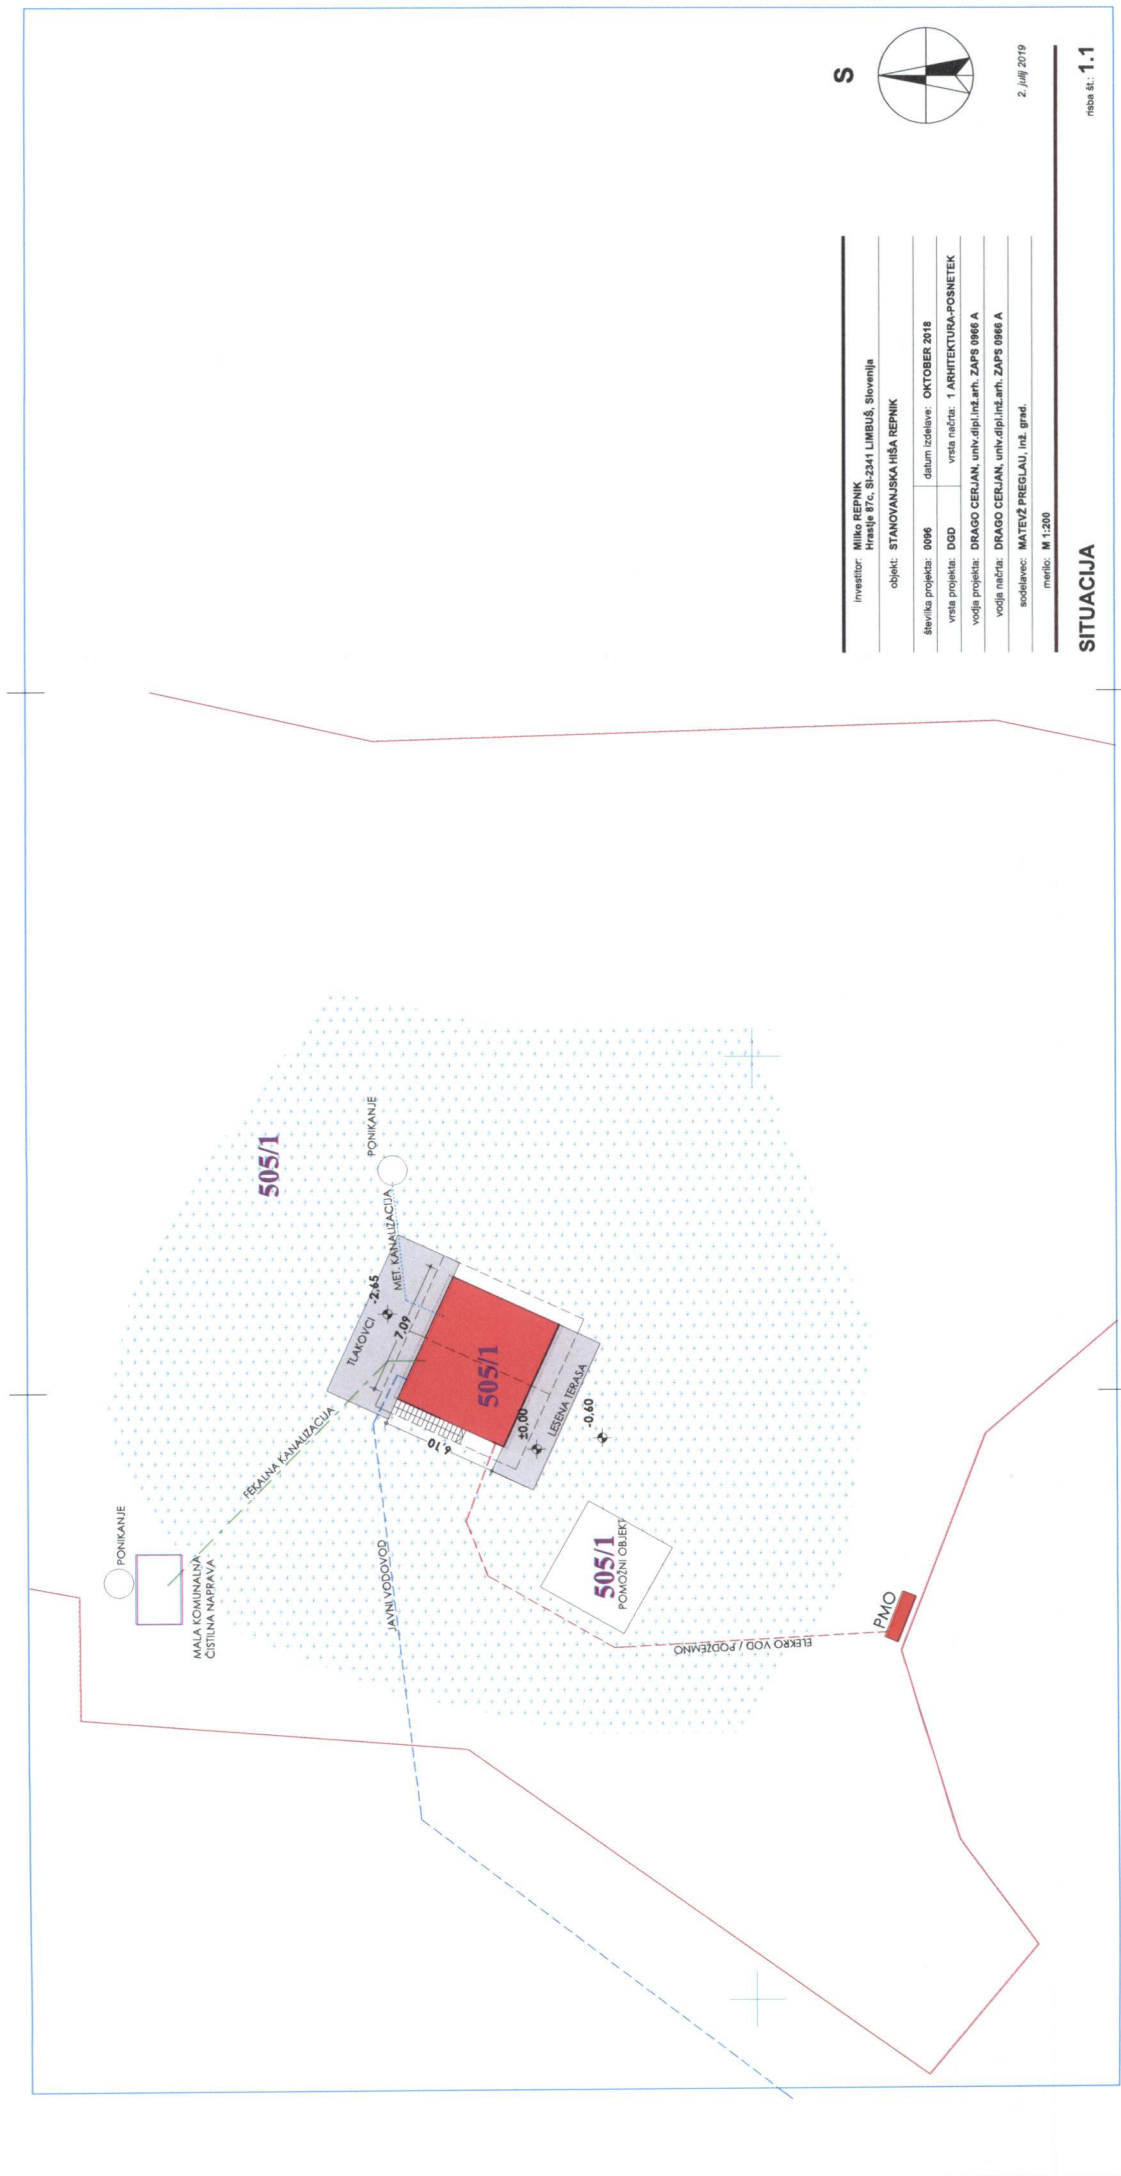 PONIKANJE
MALA KOMUNALNA
ČISTILNA NAPRAVA
FEKALNA KANALIZACIJA
505/1
PONIKANJE
MET. KANALIZACIJA
TLAKOVCI
-2,65
7,09
6,10
505/1
±0,00
LESENA TERASA
-0,60
JAVNI VODOVOD
505/1
POMOŽNI OBJEKT
ELEKRO VOD / PODZEMNO
PMO
S
investitor: Milko REPNIK
Hrastje 87c, SI-2341 LIMBUŠ, Slovenija
objekt: STANOVANJSKA HIŠA REPNIK
številka projekta: 0096 datum izdelave: OKTOBER 2018
vrsta projekta: DGD vrsta načrta: 1 ARHITEKTURA-POSNETEK
vodja projekta: DRAGO CERJAN, univ.dipl.inž.arh. ZAPS 0966 A
vodja načrta: DRAGO CERJAN, univ.dipl.inž.arh. ZAPS 0966 A
sodelavec: MATEVŽ PREGLAU, inž. grad.
merilo: M 1:200
2. julij 2019
SITUACIJA
risba št.: 1.1